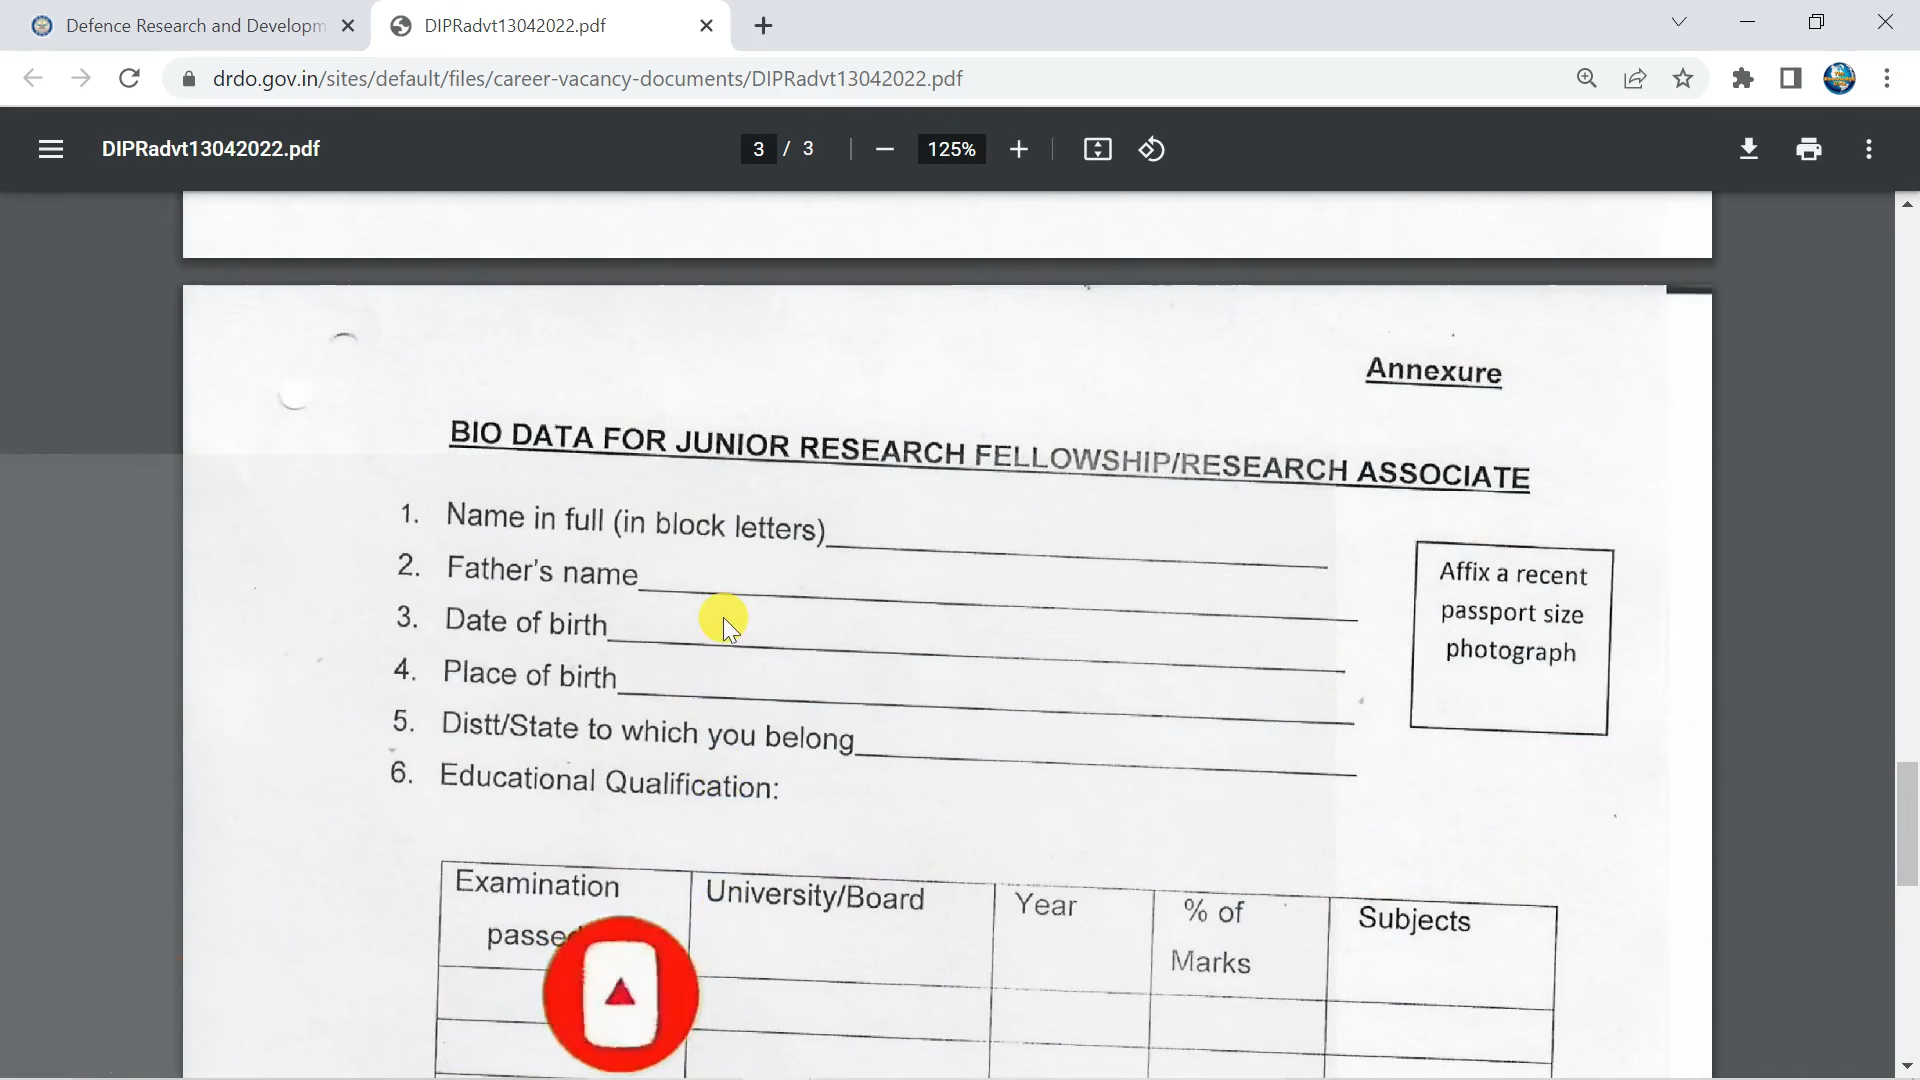 Defence Research and Developm
DIPRadvt13042022.pdf
drdo.gov.in/sites/default/files/career-vacancy-documents/DIPRadvt13042022.pdf
DIPRadvt13042022.pdf
3 / 3
125%
Annexure
BIO DATA FOR JUNIOR RESEARCH FELLOWSHIP/RESEARCH ASSOCIATE
1. Name in full (in block letters)
2. Father's name
3. Date of birth
4. Place of birth
5. Distt/State to which you belong
6. Educational Qualification:
Affix a recent
passport size
photograph
Examination
passed
University/Board
Year
% of
Marks
Subjects